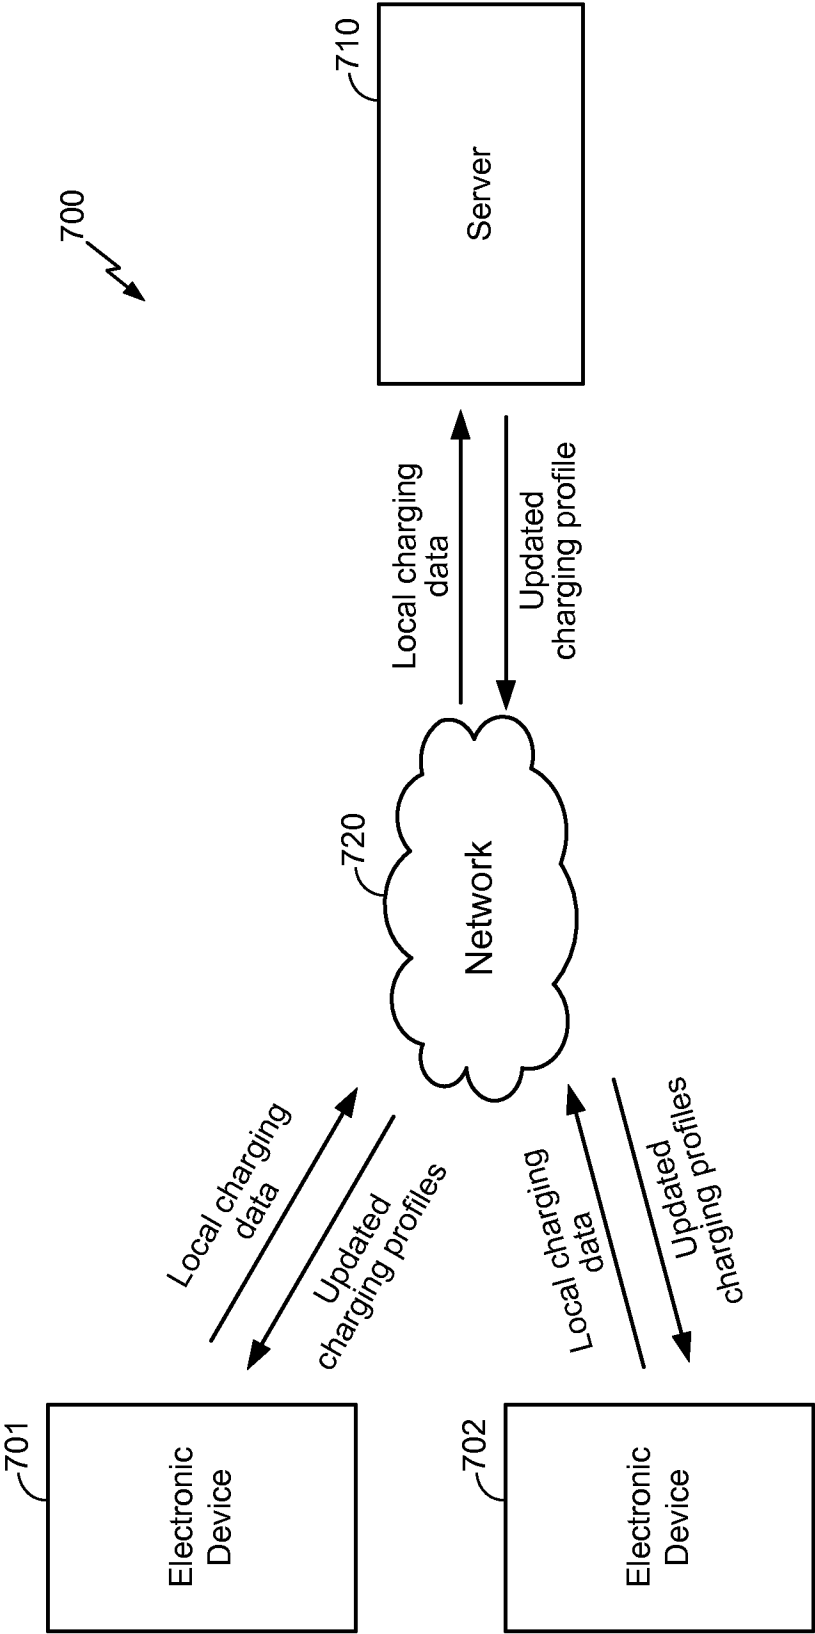 700
701
Electronic
Device
Local charging
data
Updated
charging profiles
720
Network
Local charging
data
Updated
charging profile
710
Server
702
Electronic
Device
Local charging
data
Updated
charging profiles